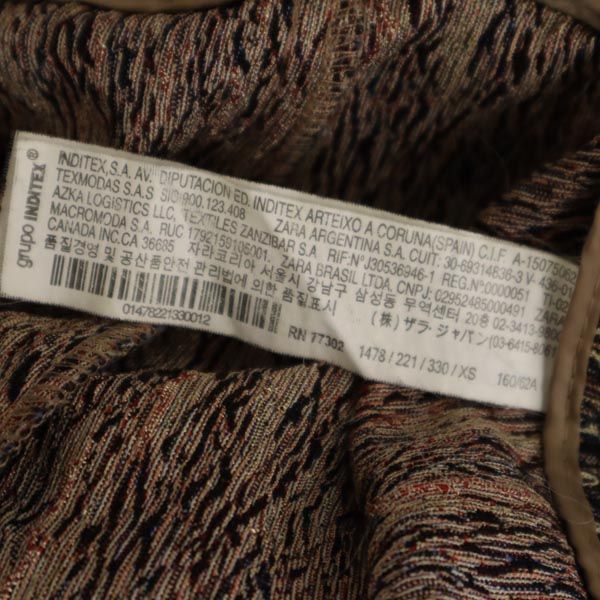 grupo INDITEX®
INDITEX,S.A. AV. DIPUTACION ED. INDITEX ARTEIXO A CORUNA(SPAIN) C.I.F. A-15075062
TEXMODAS S.A.S SIO-900.123.408 ZARA ARGENTINA S.A. CUIT: 30-69314636-3 V- 436-01
AZKA LOGISTICS LLC, TEXTILES ZANZIBAR S.A. RIF:N°J30536946-1 REG.N°0000051 TI-02
MACROMODA S.A. RUC 1792159105001, ZARA BRASIL LTDA, CNPJ: 02952485000491 ZARA
CANADA INC.CA 36685 자라코리아 서울시 강남구 삼성동 무역센터 20층 02-3413-9800
품질경영 및 공산품안전 관리법에 의한 품질표시 (株) ザラ・ジャパン(03-6415-8061
01478221330012
RN 77302
1478 / 221 / 330 / XS
160/62A